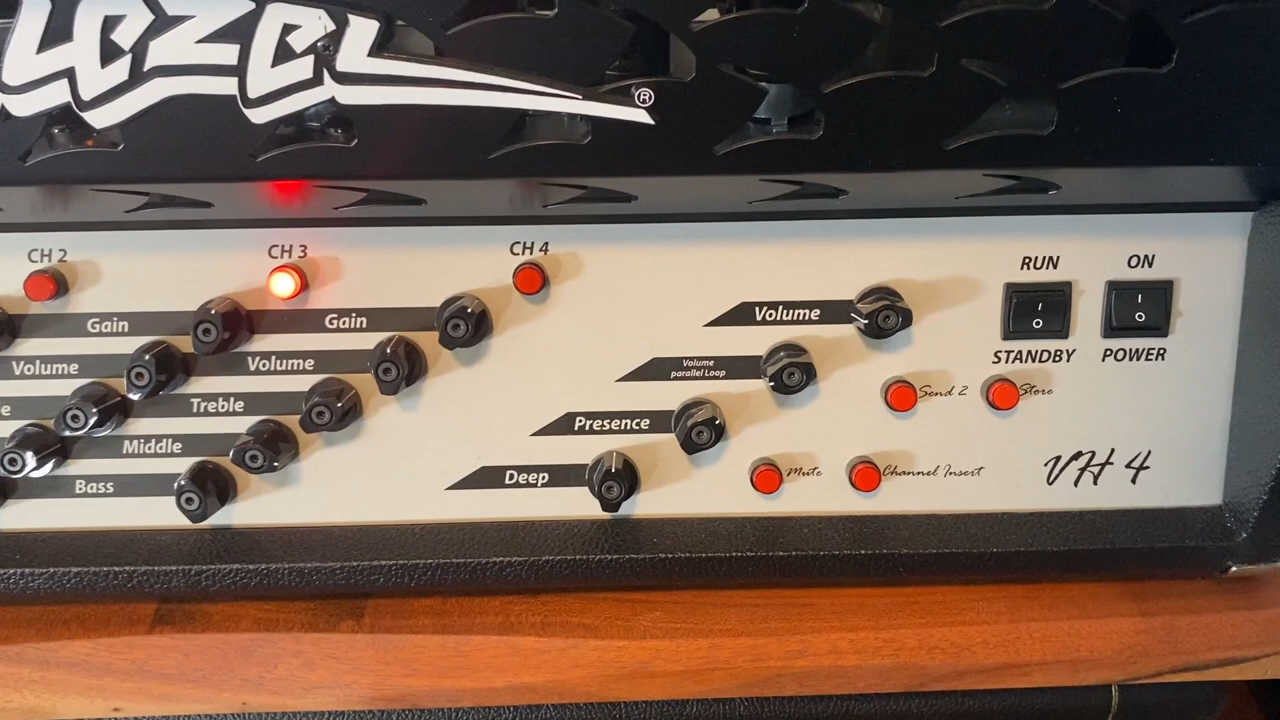 ezel ®
CH 2
CH 3
CH 4
RUN
ON
Gain
Gain
Volume
Volume
Volume
Volume
parallel Loop
STANDBY
POWER
e
Treble
Send 2
Store
Middle
Presence
Bass
Deep
Mute
Channel Insert
VH 4